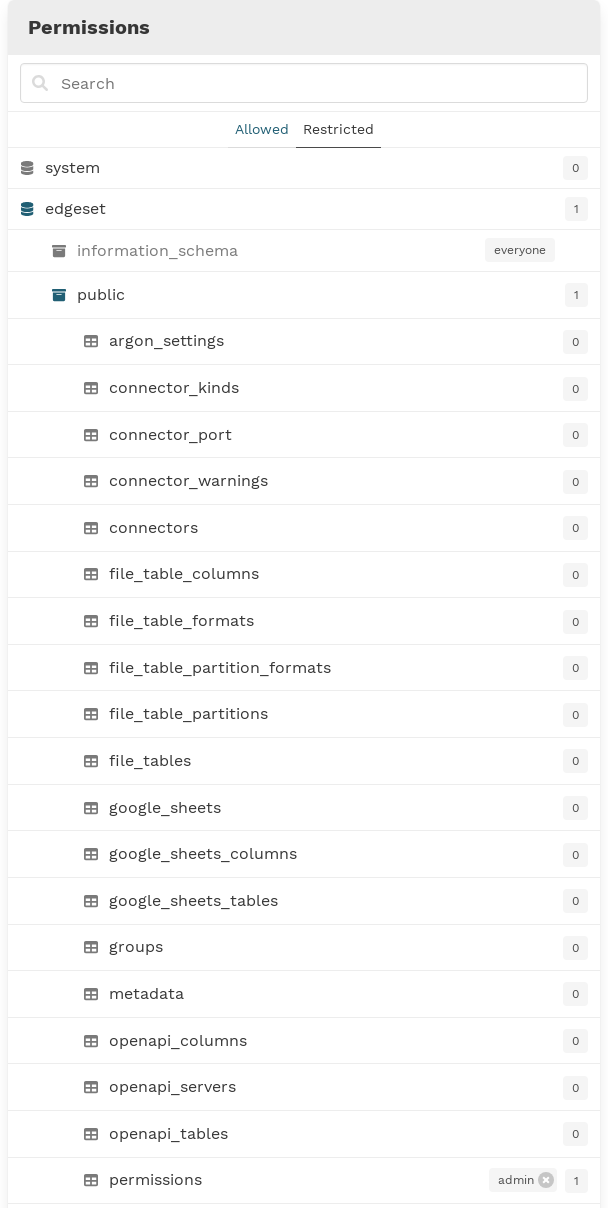 Permissions
Search
Allowed Restricted
system 0
edgeset 1
information_schema everyone
public 1
argon_settings 0
connector_kinds 0
connector_port 0
connector_warnings 0
connectors 0
file_table_columns 0
file_table_formats 0
file_table_partition_formats 0
file_table_partitions 0
file_tables 0
google_sheets 0
google_sheets_columns 0
google_sheets_tables 0
groups 0
metadata 0
openapi_columns 0
openapi_servers 0
openapi_tables 0
permissions admin 1